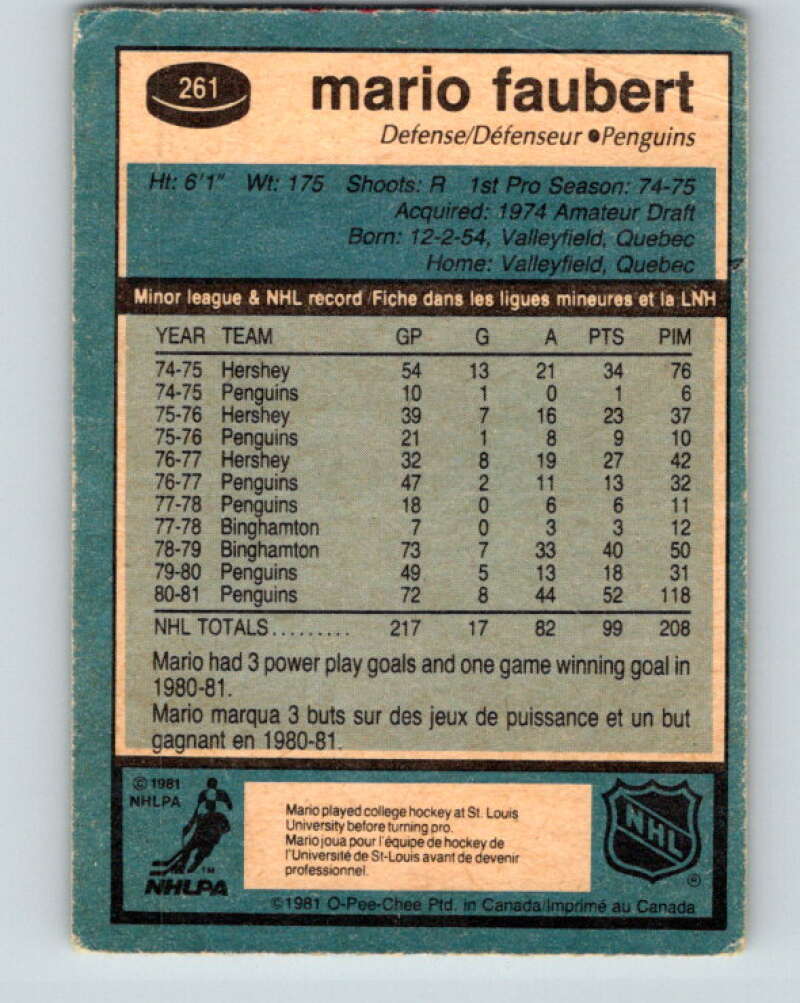 261
mario faubert
Defense/Défenseur ●Penguins
Ht: 6'1" Wt: 175 Shoots: R 1st Pro Season: 74-75
Acquired: 1974 Amateur Draft
Born: 12-2-54, Valleyfield, Quebec
Home: Valleyfield, Quebec
Minor league & NHL record/Fiche dans les ligues mineures et la LNH
YEAR TEAM GP G A PTS PIM
74-75 Hershey 54 13 21 34 76
74-75 Penguins 10 1 0 1 6
75-76 Hershey 39 7 16 23 37
75-76 Penguins 21 1 8 9 10
76-77 Hershey 32 8 19 27 42
76-77 Penguins 47 2 11 13 32
77-78 Penguins 18 0 6 6 11
77-78 Binghamton 7 0 3 3 12
78-79 Binghamton 73 7 33 40 50
79-80 Penguins 49 5 13 18 31
80-81 Penguins 72 8 44 52 118
NHL TOTALS......... 217 17 82 99 208
Mario had 3 power play goals and one game winning goal in
1980-81.
Mario marqua 3 buts sur des jeux de puissance et un but
gagnant en 1980-81.
© 1981
NHLPA
TM
NHLPA
Mario played college hockey at St. Louis
University before turning pro.
Mario joua pour l'équipe de hockey de
l'Université de St-Louis avant de devenir
professionnel.
NHL
®
©1981 O-Pee-Chee Ptd. in Canada/Imprimé au Canada